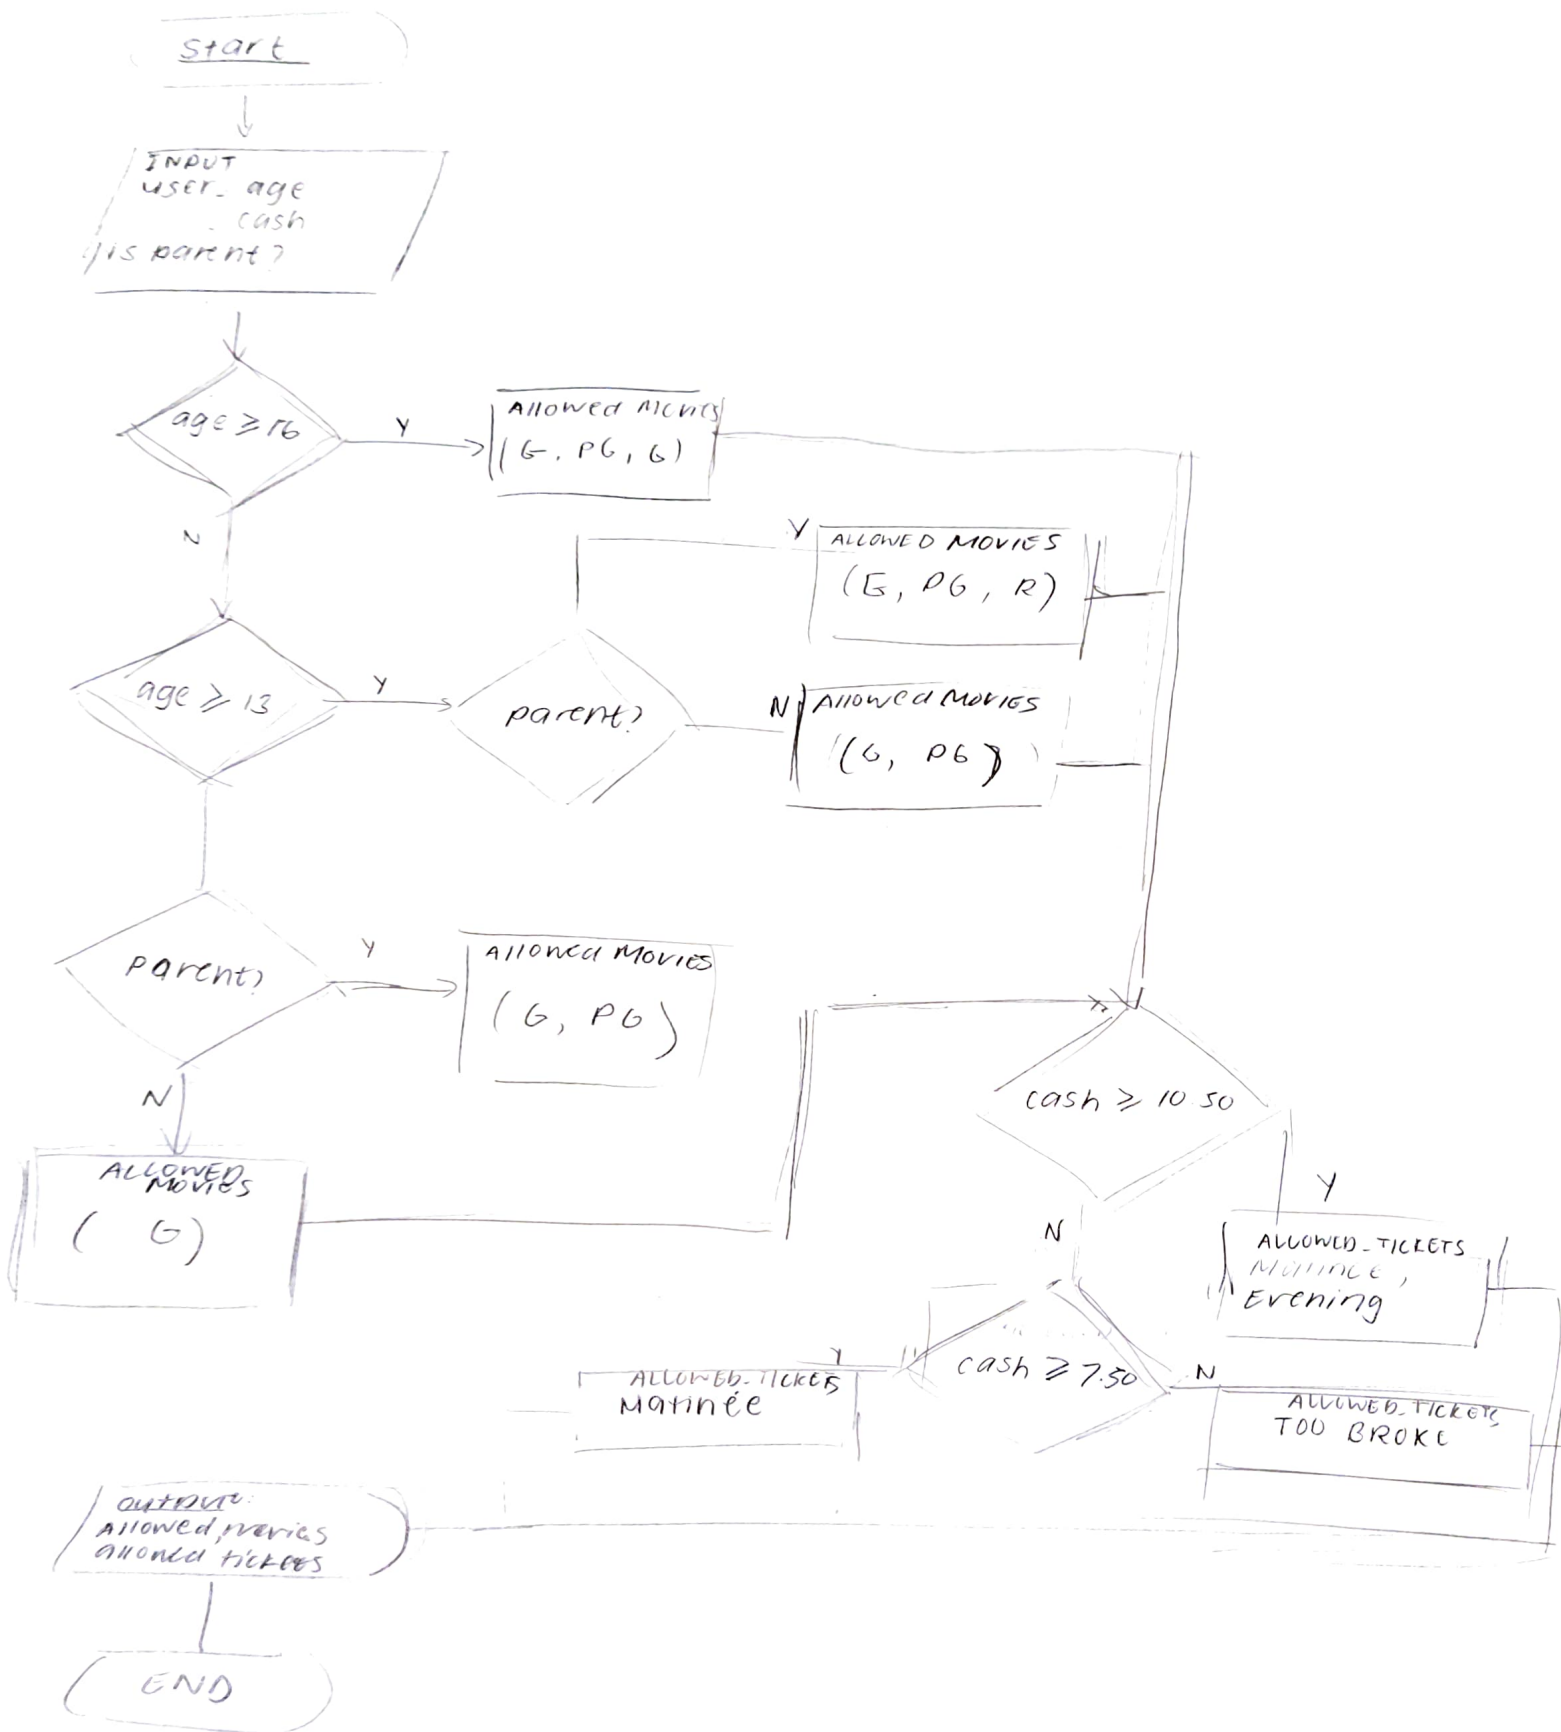 start
INPUT
user_ age
cash
is parent?
age ≥ 16
Y
Allowed Movies
(G, PG, G)
N
Y
ALLOWED MOVIES
(G, PG, R)
age ≥ 13
Y
parent?
N
Allowed Movies
(G, PG)
parent?
Y
Allowed Movies
(G, PG)
N
ALLOWED
MOVIES
( G)
cash ≥ 10.50
Y
N
ALLOWED_TICKETS
Matinee,
Evening
cash ≥ 7.50
Y
ALLOWED_TICKETS
Matinée
N
ALLOWED_TICKETS
TOO BROKE
OUTPUT:
Allowed movies
allowed tickets
END